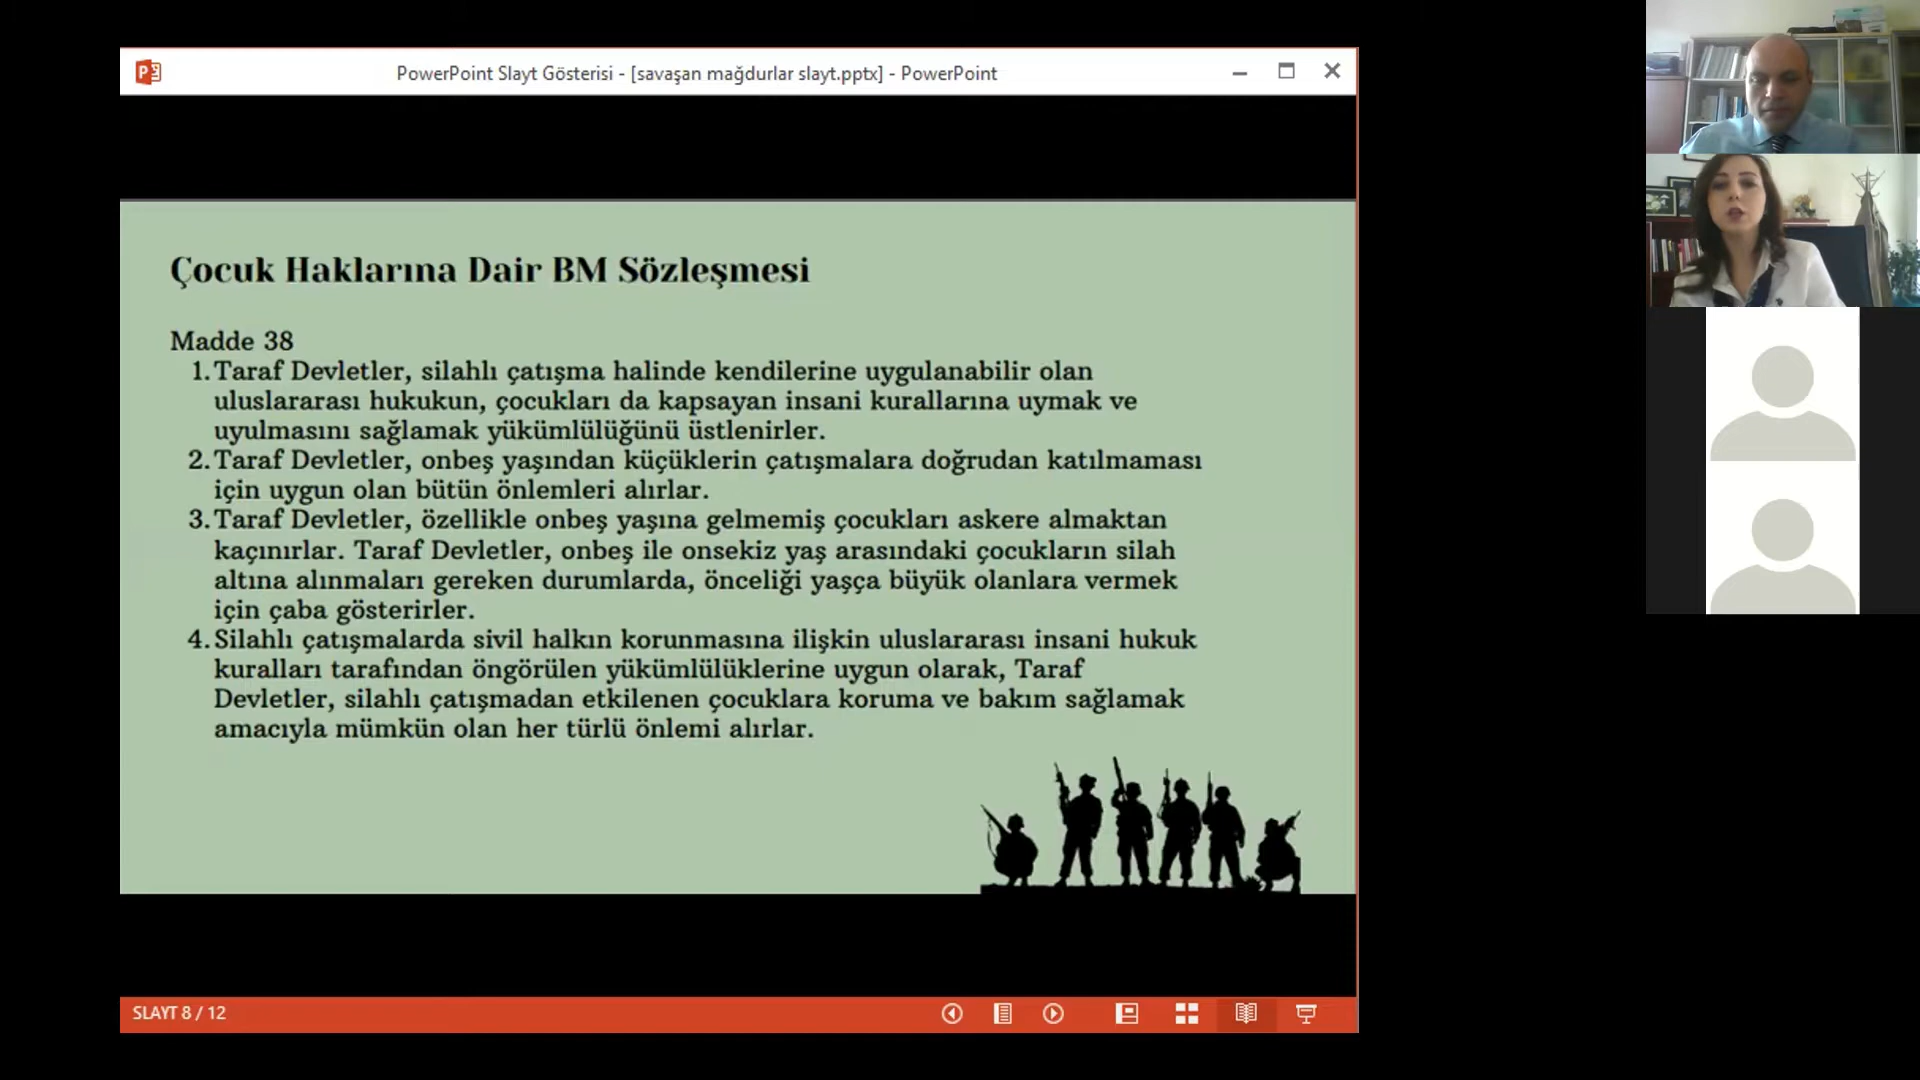 PowerPoint Slayt Gösterisi - [savaşan mağdurlar slayt.pptx] - PowerPoint
Çocuk Haklarına Dair BM Sözleşmesi
Madde 38
1. Taraf Devletler, silahlı çatışma halinde kendilerine uygulanabilir olan
uluslararası hukukun, çocukları da kapsayan insani kurallarına uymak ve
uyulmasını sağlamak yükümlülüğünü üstlenirler.
2. Taraf Devletler, onbeş yaşından küçüklerin çatışmalara doğrudan katılmaması
için uygun olan bütün önlemleri alırlar.
3. Taraf Devletler, özellikle onbeş yaşına gelmemiş çocukları askere almaktan
kaçınırlar. Taraf Devletler, onbeş ile onsekiz yaş arasındaki çocukların silah
altına alınmaları gereken durumlarda, önceliği yaşça büyük olanlara vermek
için çaba gösterirler.
4. Silahlı çatışmalarda sivil halkın korunmasına ilişkin uluslararası insani hukuk
kuralları tarafından öngörülen yükümlülüklerine uygun olarak, Taraf
Devletler, silahlı çatışmadan etkilenen çocuklara koruma ve bakım sağlamak
amacıyla mümkün olan her türlü önlemi alırlar.
SLAYT 8 / 12